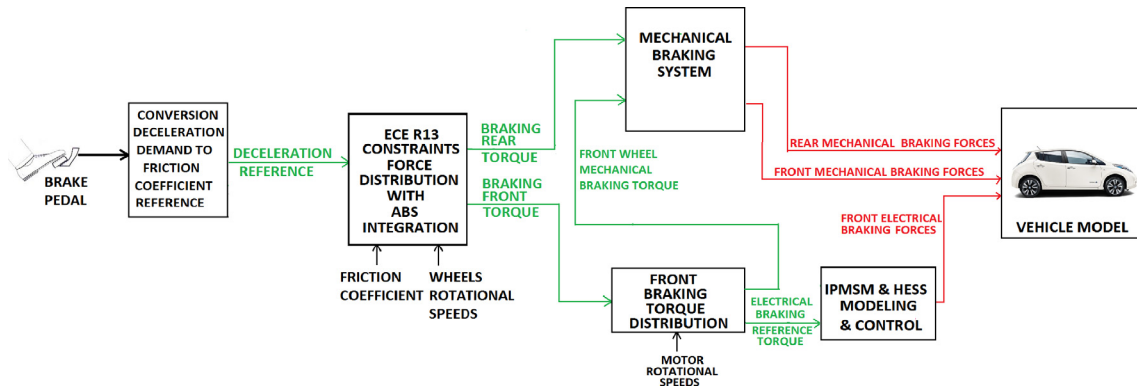 BRAKE
PEDAL
CONVERSION
DECELERATION
DEMAND TO
FRICTION
COEFFICIENT
REFERENCE
DECELERATION
REFERENCE
ECE R13
CONSTRAINTS
FORCE
DISTRIBUTION
WITH
ABS
INTEGRATION
FRICTION
COEFFICIENT
WHEELS
ROTATIONAL
SPEEDS
BRAKING
REAR
TORQUE
BRAKING
FRONT
TORQUE
MECHANICAL
BRAKING
SYSTEM
FRONT WHEEL
MECHANICAL
BRAKING TORQUE
FRONT
BRAKING
TORQUE
DISTRIBUTION
MOTOR
ROTATIONAL
SPEEDS
ELECTRICAL
BRAKING
REFERENCE
TORQUE
IPMSM & HESS
MODELING
& CONTROL
REAR MECHANICAL BRAKING FORCES
FRONT MECHANICAL BRAKING FORCES
FRONT ELECTRICAL
BRAKING FORCES
VEHICLE MODEL